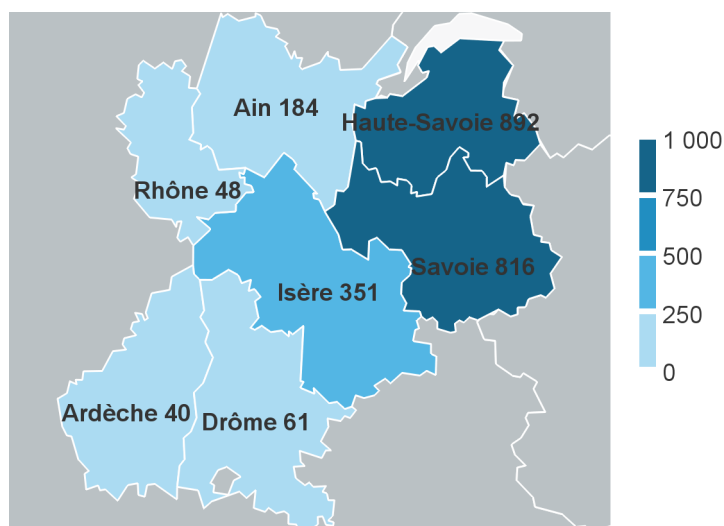 Ain 184
Haute-Savoie 892
Rhône 48
Savoie 816
Isère 351
Ardèche 40
Drôme 61
1 000
750
500
250
0